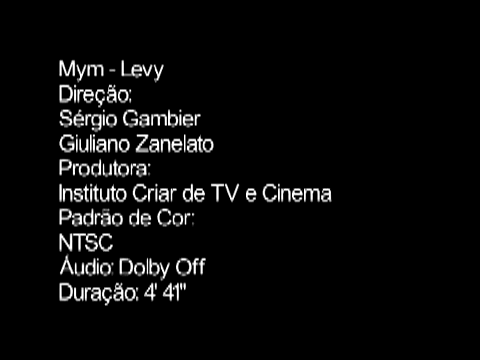 Mym - Levy
Direção:
Sérgio Gambier
Giuliano Zanelato
Produtora:
Instituto Criar de TV e Cinema
Padrão de Cor:
NTSC
Áudio: Dolby Off
Duração: 4' 41"